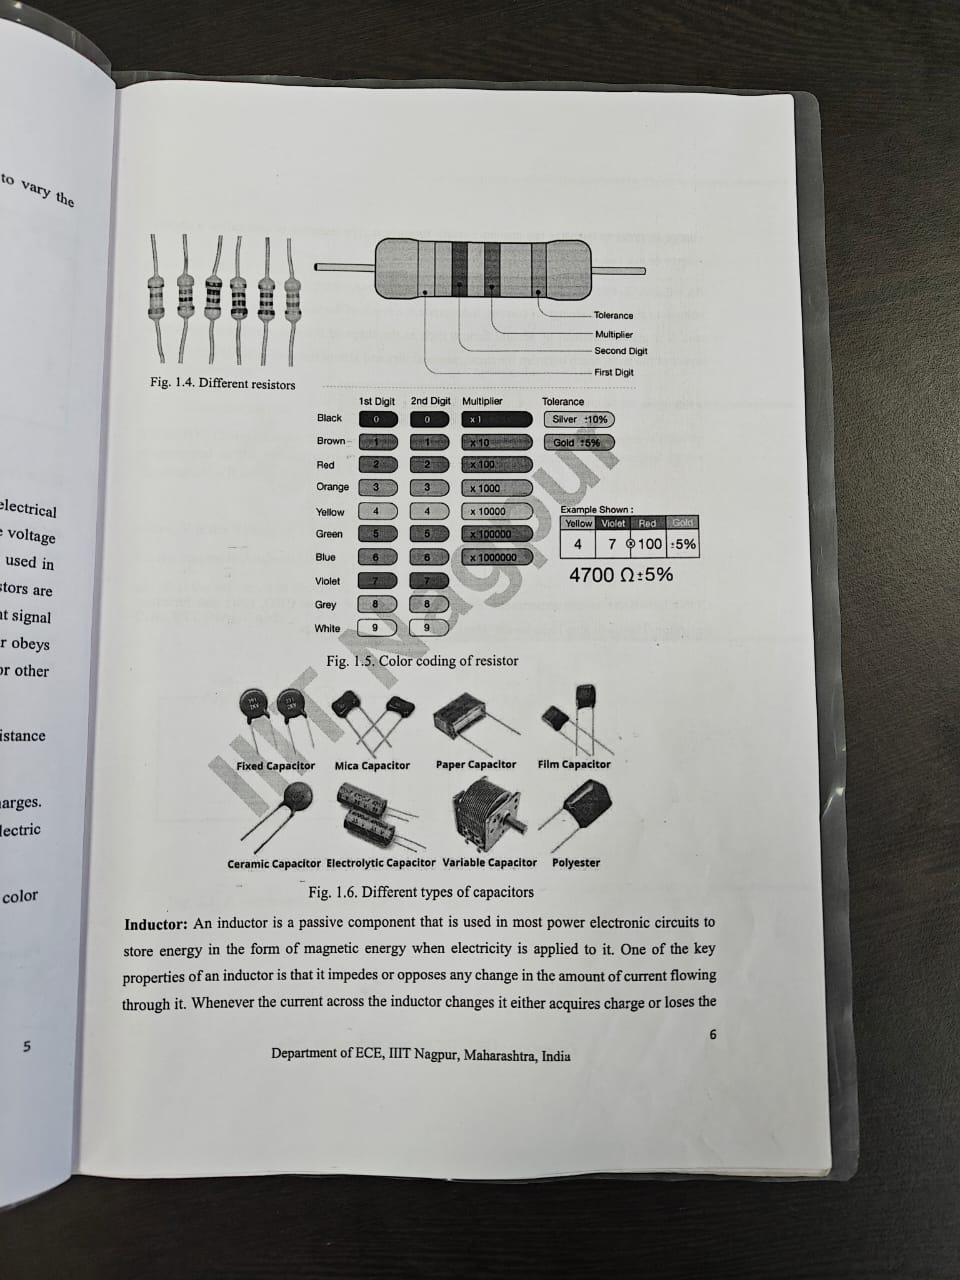 to vary the
electrical
voltage
used in
stors are
nt signal
r obeys
or other
istance
arges.
lectric
color
5
Tolerance
Multiplier
Second Digit
First Digit
Fig. 1.4. Different resistors
1st Digit 2nd Digit Multiplier Tolerance
Black 0 0 x 1 Silver ±10%
Brown 1 1 x 10 Gold ±5%
Red 2 2 x 100
Orange 3 3 x 1000
Yellow 4 4 x 10000
Green 5 5 x 100000
Blue 6 6 x 1000000
Violet 7 7
Grey 8 8
White 9 9
Example Shown :
Yellow Violet Red Gold
4 7 ⊗ 100 ±5%
4700 Ω±5%
Fig. 1.5. Color coding of resistor
IIIT Nagpur
Fixed Capacitor Mica Capacitor Paper Capacitor Film Capacitor
Ceramic Capacitor Electrolytic Capacitor Variable Capacitor Polyester
Fig. 1.6. Different types of capacitors
Inductor: An inductor is a passive component that is used in most power electronic circuits to
store energy in the form of magnetic energy when electricity is applied to it. One of the key
properties of an inductor is that it impedes or opposes any change in the amount of current flowing
through it. Whenever the current across the inductor changes it either acquires charge or loses the
6
Department of ECE, IIIT Nagpur, Maharashtra, India